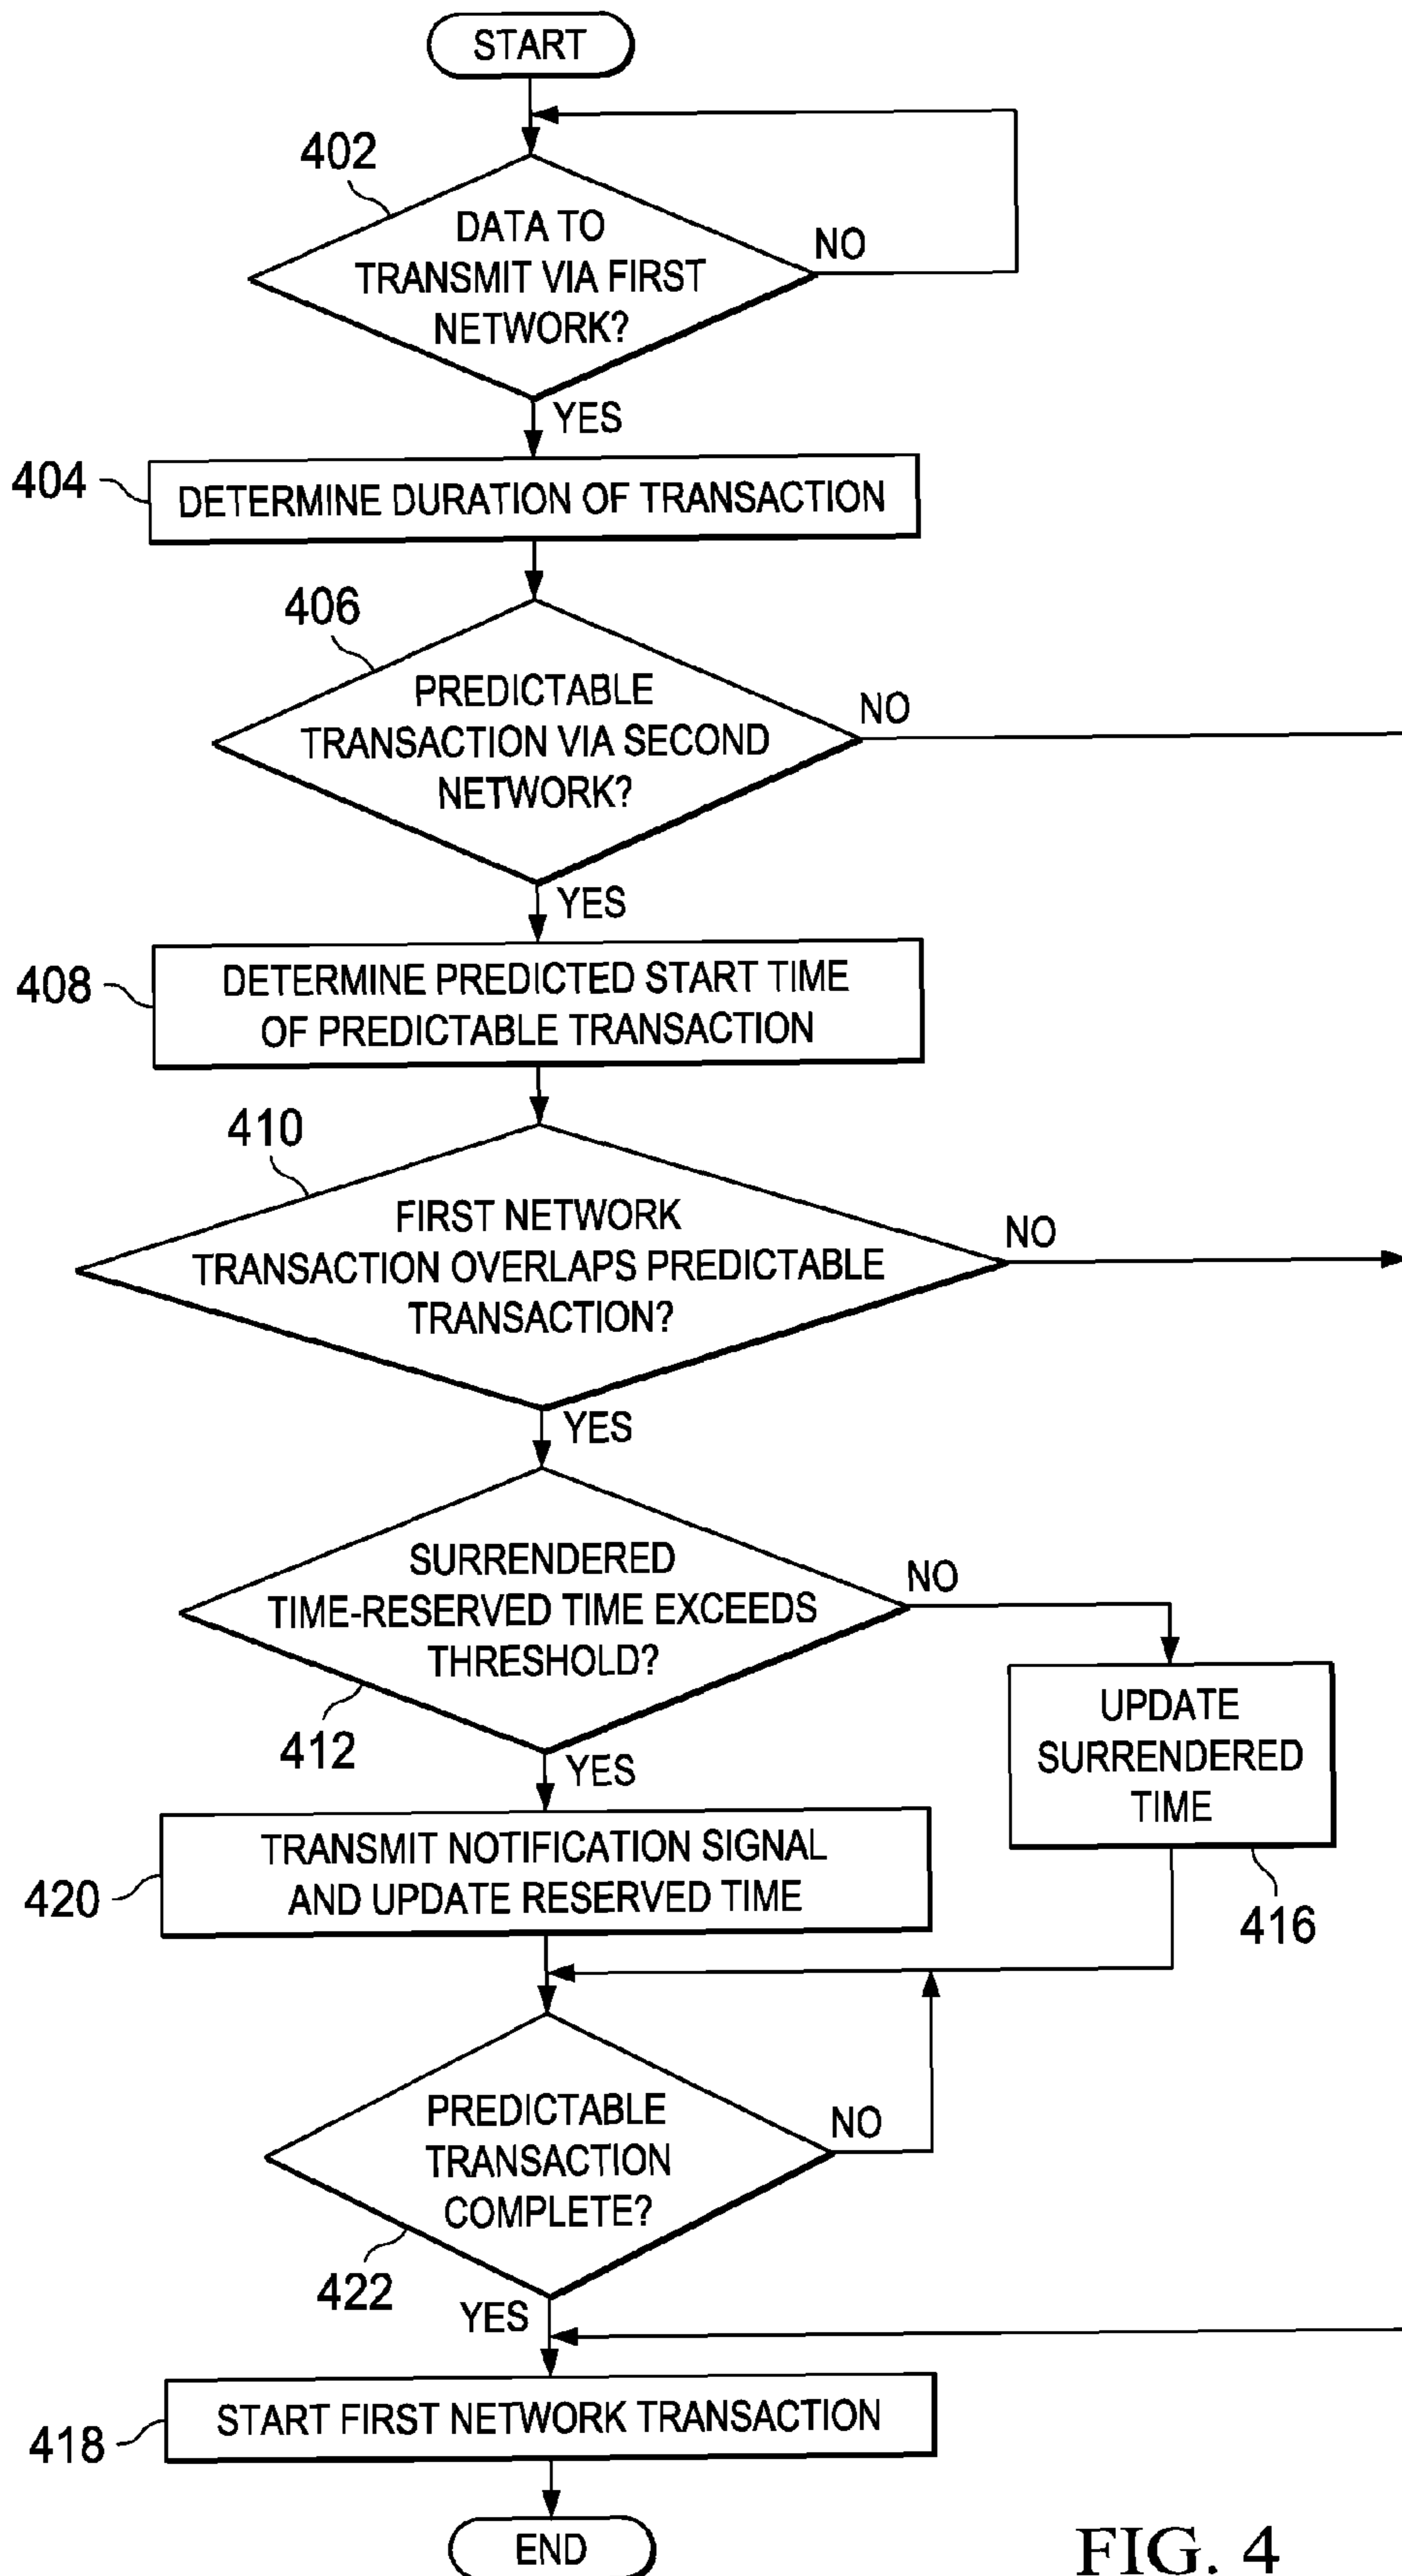 START
402
DATA TO
TRANSMIT VIA FIRST
NETWORK?
NO
YES
404
DETERMINE DURATION OF TRANSACTION
406
PREDICTABLE
TRANSACTION VIA SECOND
NETWORK?
NO
YES
408
DETERMINE PREDICTED START TIME
OF PREDICTABLE TRANSACTION
410
FIRST NETWORK
TRANSACTION OVERLAPS PREDICTABLE
TRANSACTION?
NO
YES
SURRENDERED
TIME-RESERVED TIME EXCEEDS
THRESHOLD?
NO
412
YES
UPDATE
SURRENDERED
TIME
416
420
TRANSMIT NOTIFICATION SIGNAL
AND UPDATE RESERVED TIME
PREDICTABLE
TRANSACTION
COMPLETE?
NO
422
YES
418
START FIRST NETWORK TRANSACTION
END
FIG. 4